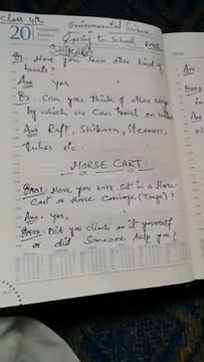 Class 4th
Environmental Science
20
Going to School
SHIKARA
Q1. Have you seen other kind of
boats?
Ans yes
Q2. Can you think of other ways
by which we can travel on water
Ans Raft, Shikara, Steamers,
Tubes etc.
HORSE CART:
Have you ever sat in a Horse
Cart or Horse Carriage (Tonga)?
Ans. yes,
Did you climb on it yourself
or did Someone help you?
Ans
Ans